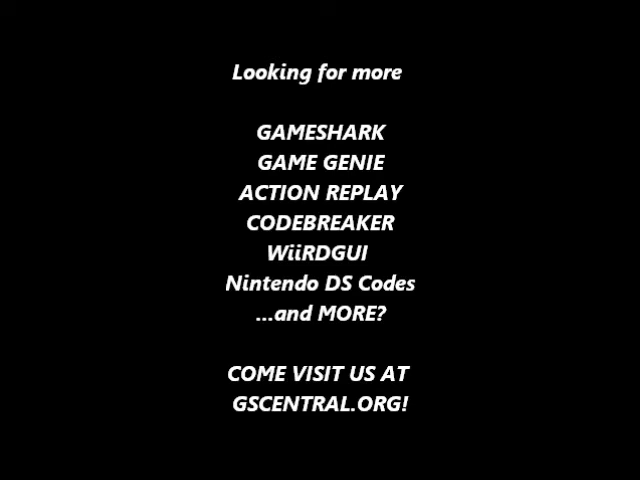 Looking for more
GAMESHARK
GAME GENIE
ACTION REPLAY
CODEBREAKER
WiiRDGUI
Nintendo DS Codes
...and MORE?
COME VISIT US AT
GSCENTRAL.ORG!